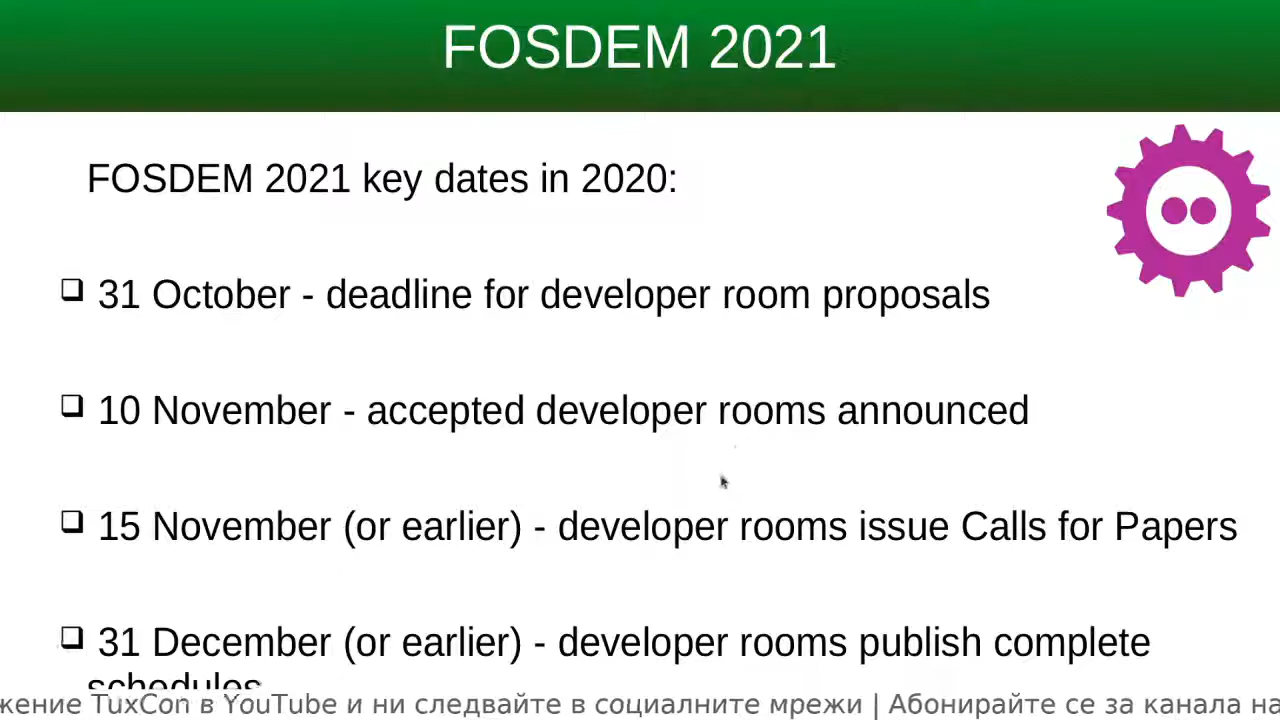 FOSDEM 2021
FOSDEM 2021 key dates in 2020:
31 October - deadline for developer room proposals
10 November - accepted developer rooms announced
15 November (or earlier) - developer rooms issue Calls for Papers
31 December (or earlier) - developer rooms publish complete
schedules
жение TuxCon в YouTube и ни следвайте в социалните мрежи | Абонирайте се за канала на